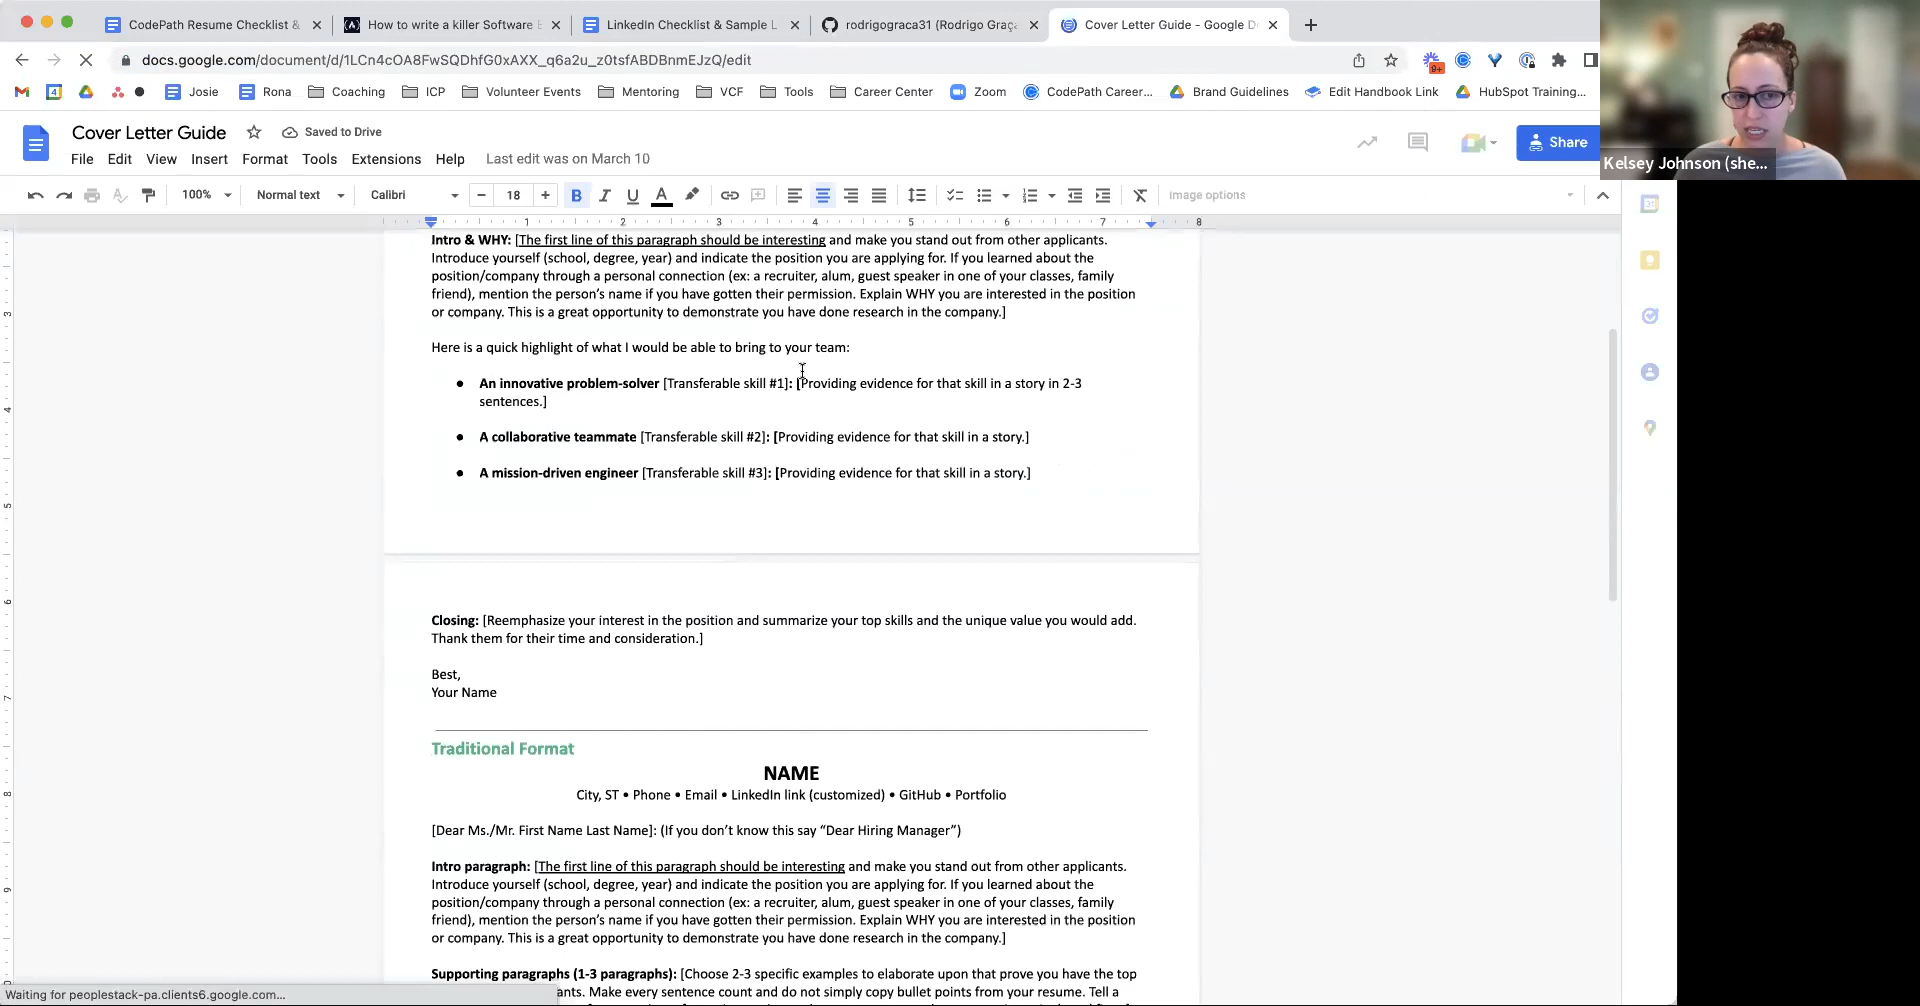 CodePath Resume Checklist &
How to write a killer Software E
LinkedIn Checklist & Sample L
rodrigograca31 (Rodrigo Graça
Cover Letter Guide - Google D
docs.google.com/document/d/1LCn4cOA8FwSQDhfG0xAXX_q6a2u_z0tsfABDBnmEJzQ/edit
9+
4 Josie Rona Coaching ICP Volunteer Events Mentoring VCF Tools Career Center Zoom CodePath Career... Brand Guidelines Edit Handbook Link HubSpot Training...
Cover Letter Guide Saved to Drive
File Edit View Insert Format Tools Extensions Help Last edit was on March 10
Share
Kelsey Johnson (she...
100% Normal text Calibri 18 Image options
1 2 3 4 5 6 7 8
Intro & WHY: [The first line of this paragraph should be interesting and make you stand out from other applicants.
Introduce yourself (school, degree, year) and indicate the position you are applying for. If you learned about the
position/company through a personal connection (ex: a recruiter, alum, guest speaker in one of your classes, family
friend), mention the person's name if you have gotten their permission. Explain WHY you are interested in the position
or company. This is a great opportunity to demonstrate you have done research in the company.]
Here is a quick highlight of what I would be able to bring to your team:
● An innovative problem-solver [Transferable skill #1]: [Providing evidence for that skill in a story in 2-3
sentences.]
● A collaborative teammate [Transferable skill #2]: [Providing evidence for that skill in a story.]
● A mission-driven engineer [Transferable skill #3]: [Providing evidence for that skill in a story.]
Closing: [Reemphasize your interest in the position and summarize your top skills and the unique value you would add.
Thank them for their time and consideration.]
Best,
Your Name
Traditional Format
NAME
City, ST • Phone • Email • LinkedIn link (customized) • GitHub • Portfolio
[Dear Ms./Mr. First Name Last Name]: (If you don't know this say “Dear Hiring Manager”)
Intro paragraph: [The first line of this paragraph should be interesting and make you stand out from other applicants.
Introduce yourself (school, degree, year) and indicate the position you are applying for. If you learned about the
position/company through a personal connection (ex: a recruiter, alum, guest speaker in one of your classes, family
friend), mention the person's name if you have gotten their permission. Explain WHY you are interested in the position
or company. This is a great opportunity to demonstrate you have done research in the company.]
Supporting paragraphs (1-3 paragraphs): [Choose 2-3 specific examples to elaborate upon that prove you have the top
ants. Make every sentence count and do not simply copy bullet points from your resume. Tell a
Waiting for peoplestack-pa.clients6.google.com...